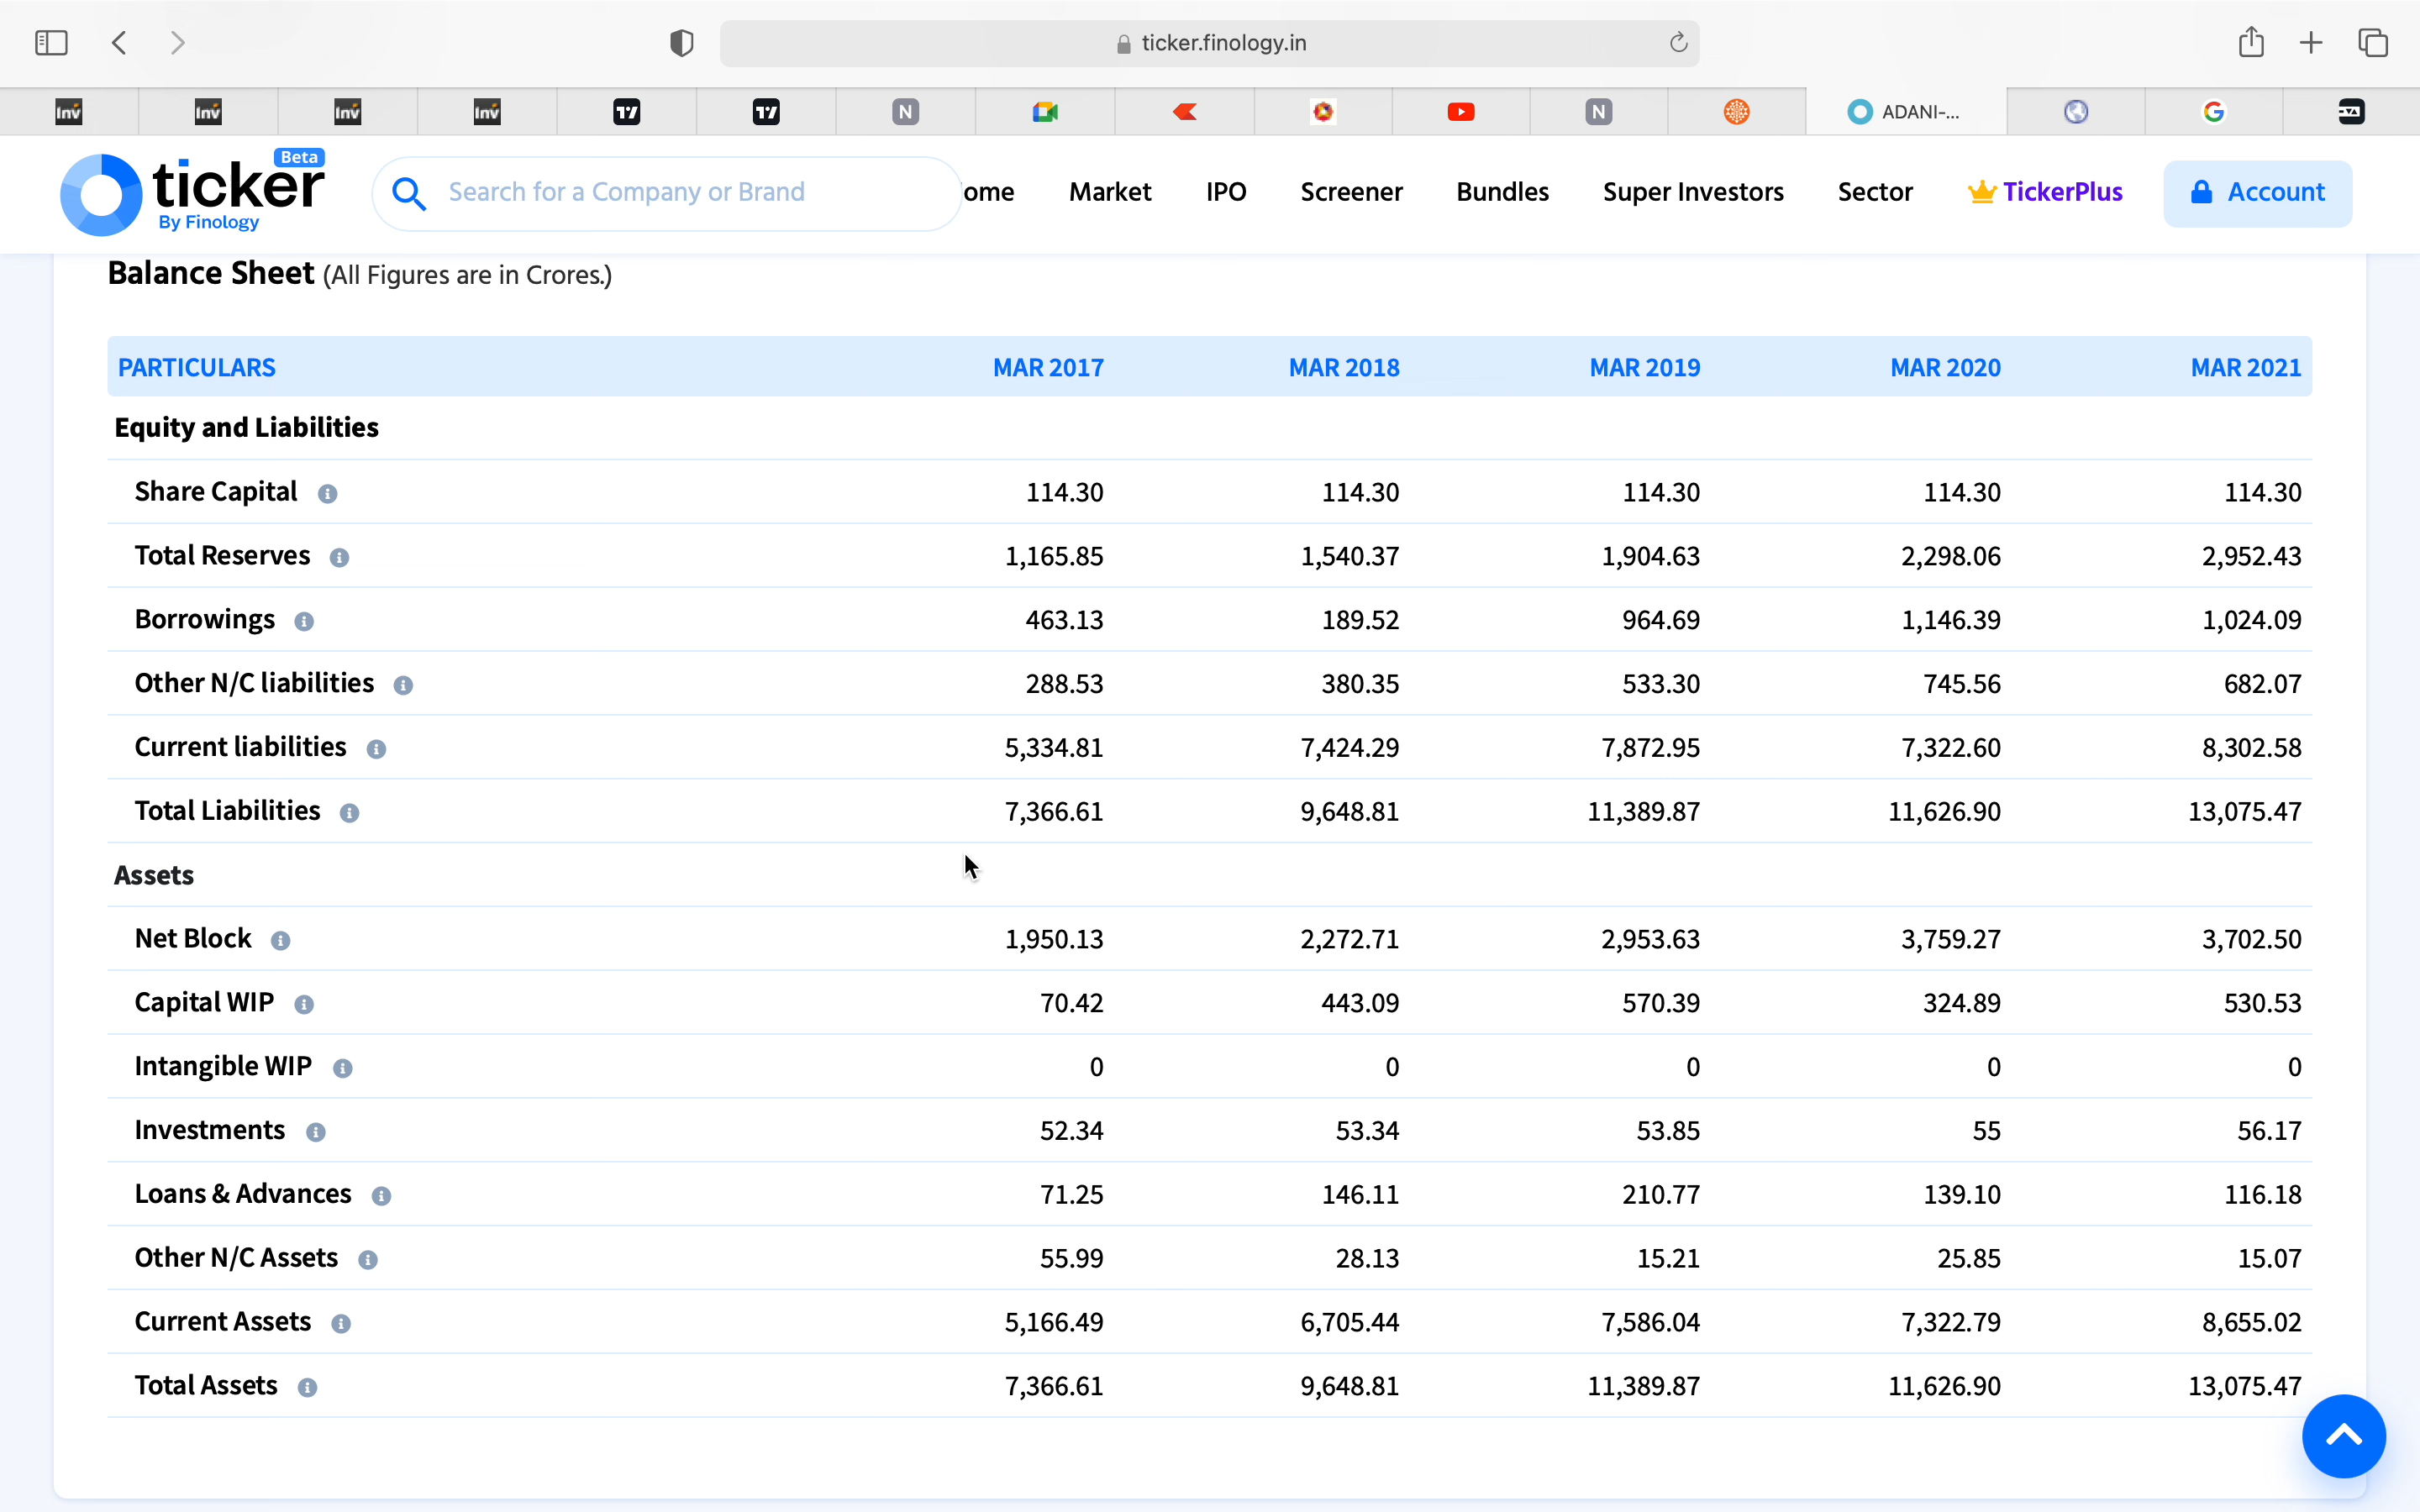 ticker.finology.in
Inv Inv Inv Inv N N ADANI-... G
Beta
ticker
By Finology
Search for a Company or Brand
ome Market IPO Screener Bundles Super Investors Sector TickerPlus Account
Balance Sheet (All Figures are in Crores.)
PARTICULARS MAR 2017 MAR 2018 MAR 2019 MAR 2020 MAR 2021
Equity and Liabilities
Share Capital 114.30 114.30 114.30 114.30 114.30
Total Reserves 1,165.85 1,540.37 1,904.63 2,298.06 2,952.43
Borrowings 463.13 189.52 964.69 1,146.39 1,024.09
Other N/C liabilities 288.53 380.35 533.30 745.56 682.07
Current liabilities 5,334.81 7,424.29 7,872.95 7,322.60 8,302.58
Total Liabilities 7,366.61 9,648.81 11,389.87 11,626.90 13,075.47
Assets
Net Block 1,950.13 2,272.71 2,953.63 3,759.27 3,702.50
Capital WIP 70.42 443.09 570.39 324.89 530.53
Intangible WIP 0 0 0 0 0
Investments 52.34 53.34 53.85 55 56.17
Loans & Advances 71.25 146.11 210.77 139.10 116.18
Other N/C Assets 55.99 28.13 15.21 25.85 15.07
Current Assets 5,166.49 6,705.44 7,586.04 7,322.79 8,655.02
Total Assets 7,366.61 9,648.81 11,389.87 11,626.90 13,075.47